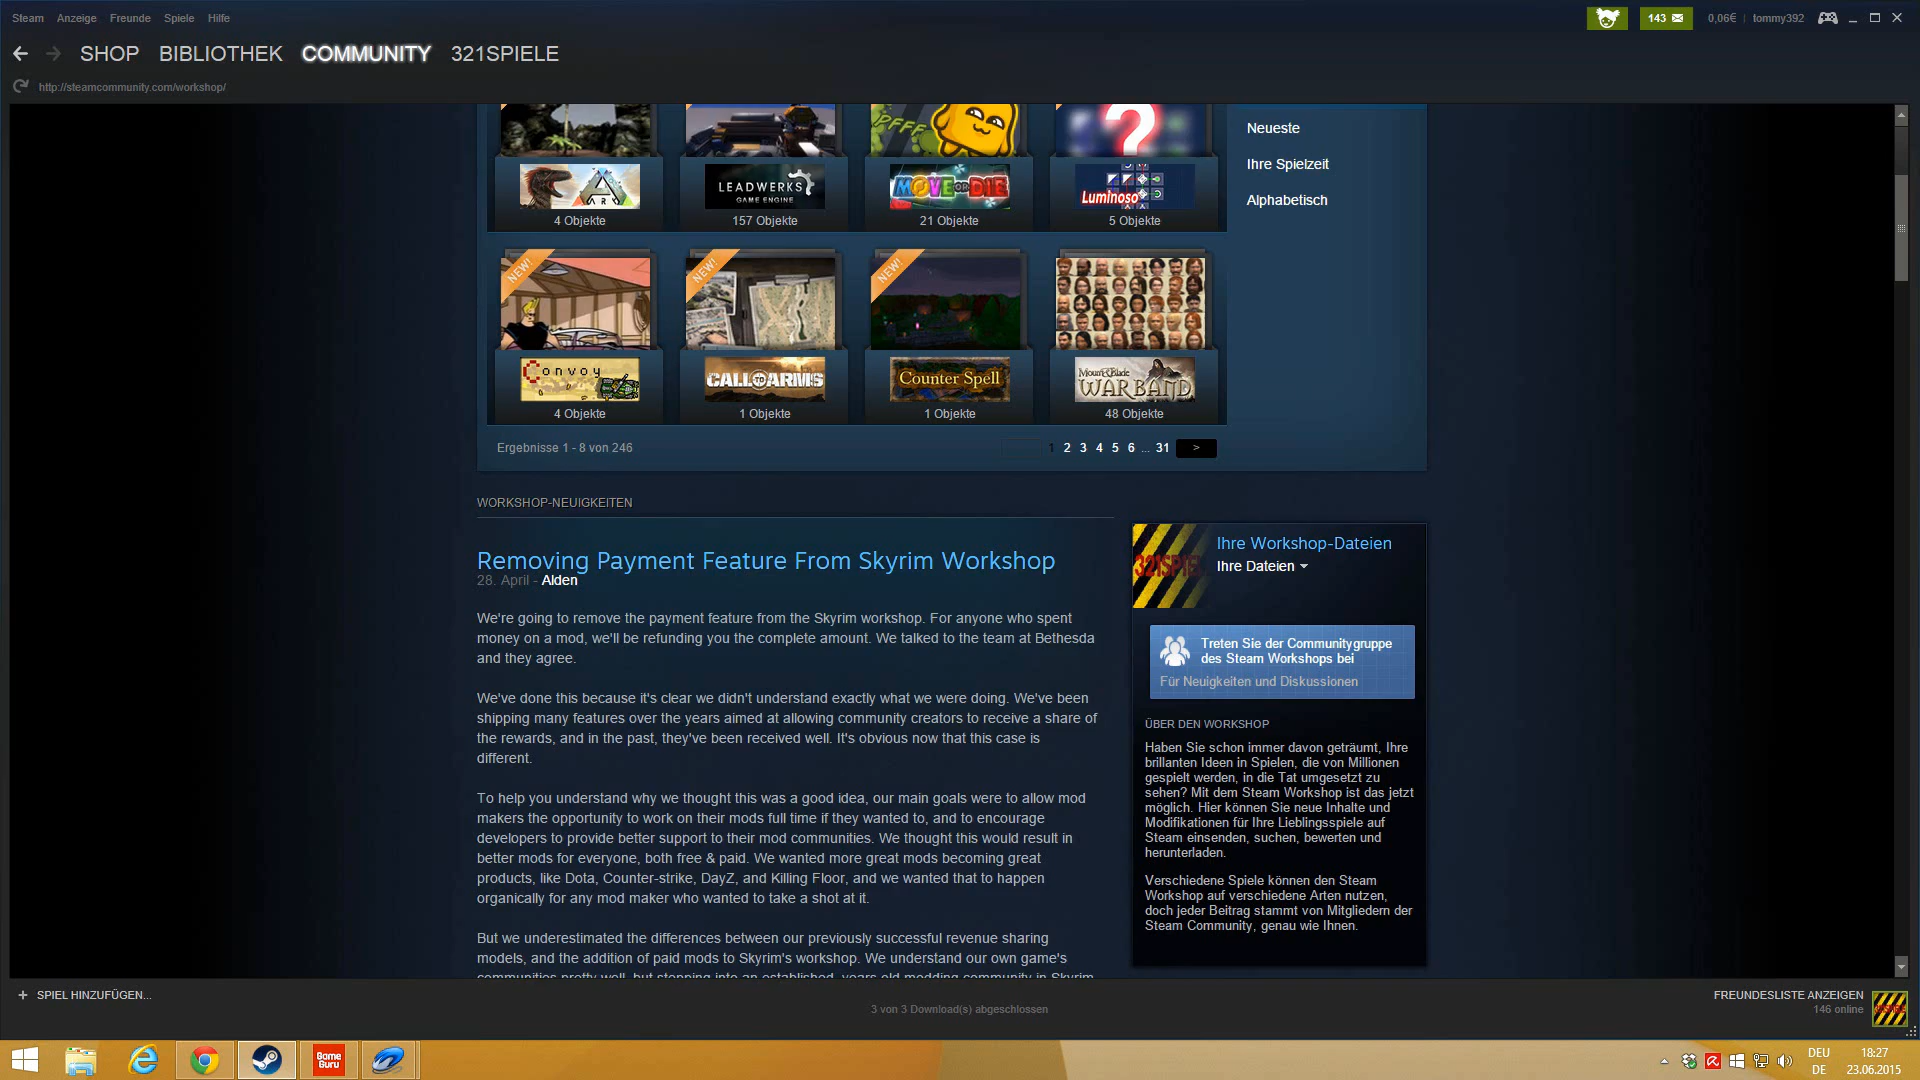 Steam Anzeige Freunde Spiele Hilfe
143
0,06€ | tommy392
SHOP BIBLIOTHEK COMMUNITY 321SPIELE
http://steamcommunity.com/workshop/
PFFF
?
ARK
LEADWERKS
GAME ENGINE
MOVE OR DIE
Luminoso
4 Objekte
157 Objekte
21 Objekte
5 Objekte
Neueste
Ihre Spielzeit
Alphabetisch
NEW!
NEW!
NEW!
Convoy
CALL TO ARMS
Counter Spell
Mount&Blade
WARBAND
4 Objekte
1 Objekte
1 Objekte
48 Objekte
Ergebnisse 1 - 8 von 246
1 2 3 4 5 6 ... 31 >
WORKSHOP-NEUIGKEITEN
Removing Payment Feature From Skyrim Workshop
28. April - Alden
We're going to remove the payment feature from the Skyrim workshop. For anyone who spent
money on a mod, we'll be refunding you the complete amount. We talked to the team at Bethesda
and they agree.
We've done this because it's clear we didn't understand exactly what we were doing. We've been
shipping many features over the years aimed at allowing community creators to receive a share of
the rewards, and in the past, they've been received well. It's obvious now that this case is
different.
To help you understand why we thought this was a good idea, our main goals were to allow mod
makers the opportunity to work on their mods full time if they wanted to, and to encourage
developers to provide better support to their mod communities. We thought this would result in
better mods for everyone, both free & paid. We wanted more great mods becoming great
products, like Dota, Counter-strike, DayZ, and Killing Floor, and we wanted that to happen
organically for any mod maker who wanted to take a shot at it.
But we underestimated the differences between our previously successful revenue sharing
models, and the addition of paid mods to Skyrim's workshop. We understand our own game's
communities pretty well, but stepping into an established, years old modding community in Skyrim
321SPIELE
Ihre Workshop-Dateien
Ihre Dateien
Treten Sie der Communitygruppe
des Steam Workshops bei
Für Neuigkeiten und Diskussionen
ÜBER DEN WORKSHOP
Haben Sie schon immer davon geträumt, Ihre
brillanten Ideen in Spielen, die von Millionen
gespielt werden, in die Tat umgesetzt zu
sehen? Mit dem Steam Workshop ist das jetzt
möglich. Hier können Sie neue Inhalte und
Modifikationen für Ihre Lieblingsspiele auf
Steam einsenden, suchen, bewerten und
herunterladen.
Verschiedene Spiele können den Steam
Workshop auf verschiedene Arten nutzen,
doch jeder Beitrag stammt von Mitgliedern der
Steam Community, genau wie Ihnen.
+ SPIEL HINZUFÜGEN...
3 von 3 Download(s) abgeschlossen
FREUNDESLISTE ANZEIGEN
146 online
Game
Guru
DEU
DE
18:27
23.06.2015